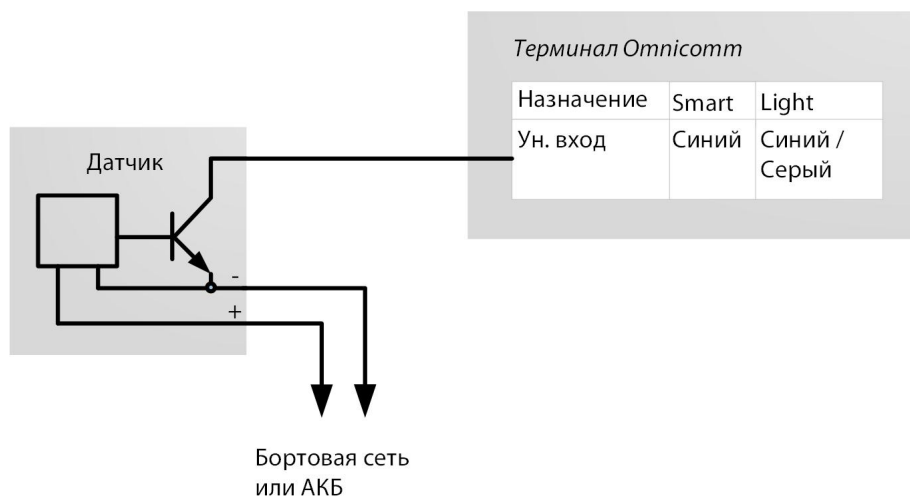 Терминал Omnicomm
Назначение Smart Light
Ун. вход Синий Синий /
Серый
Датчик
-
+
Бортовая сеть
или АКБ